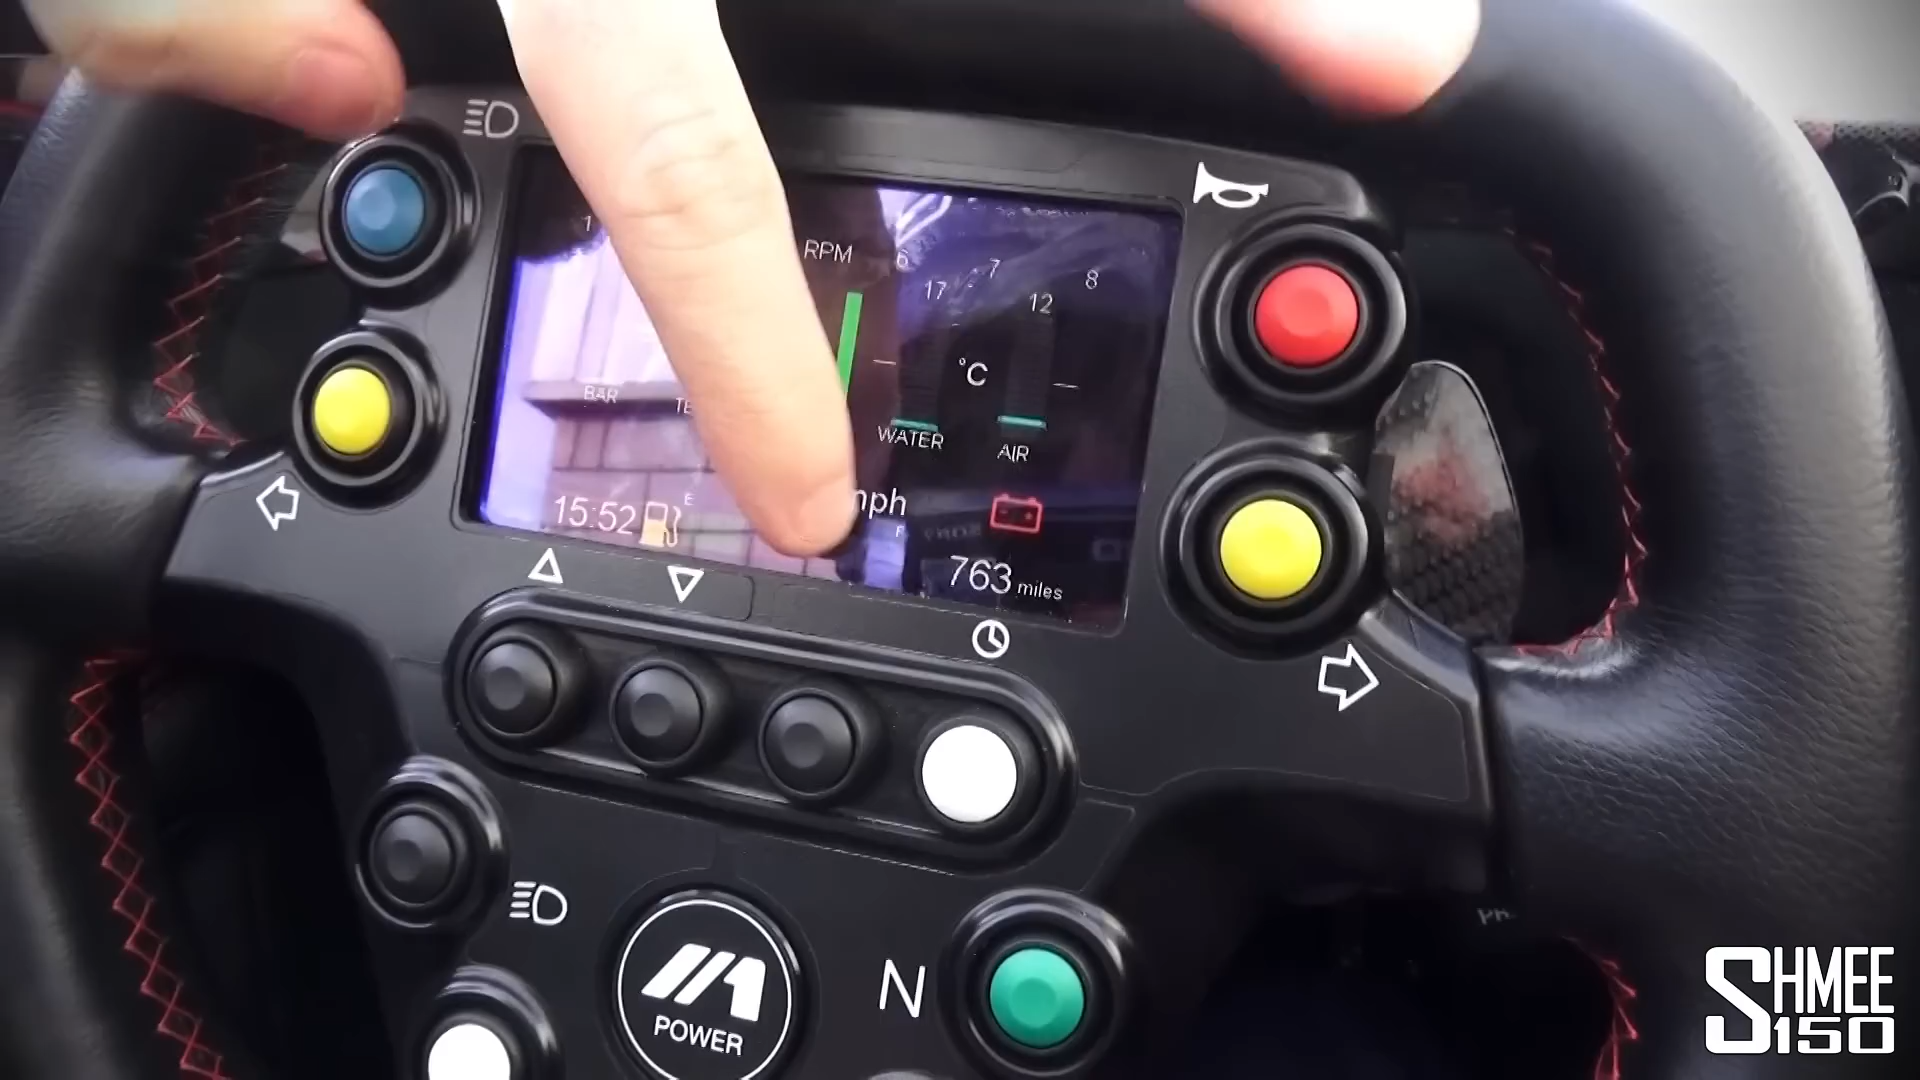 1
RPM
6
7
8
17
12
°C
BAR
WATER
AIR
15:52
E
mph
F
763 miles
N
POWER
SHMEE
150